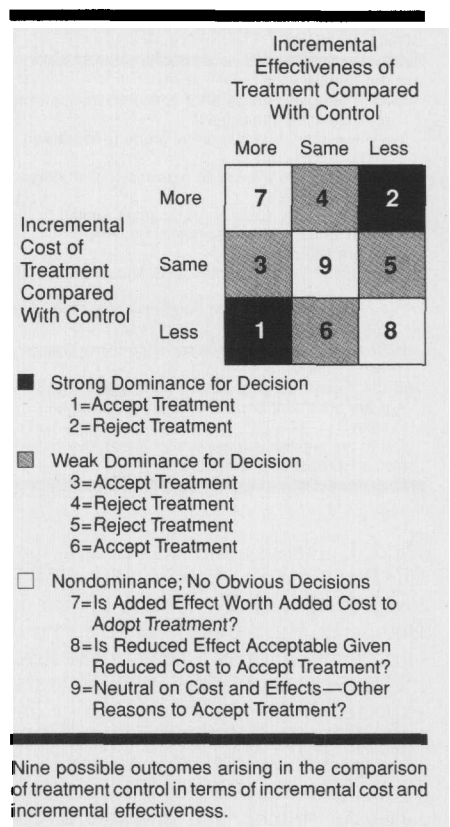 Incremental
Effectiveness of
Treatment Compared
With Control
More Same Less
Incremental
Cost of
Treatment
Compared
With Control
More 7 4 2
Same 3 9 5
Less 1 6 8
Strong Dominance for Decision
1=Accept Treatment
2=Reject Treatment
Weak Dominance for Decision
3=Accept Treatment
4=Reject Treatment
5=Reject Treatment
6=Accept Treatment
Nondominance; No Obvious Decisions
7=Is Added Effect Worth Added Cost to
Adopt Treatment?
8=Is Reduced Effect Acceptable Given
Reduced Cost to Accept Treatment?
9=Neutral on Cost and Effects—Other
Reasons to Accept Treatment?
Nine possible outcomes arising in the comparison
of treatment control in terms of incremental cost and
incremental effectiveness.